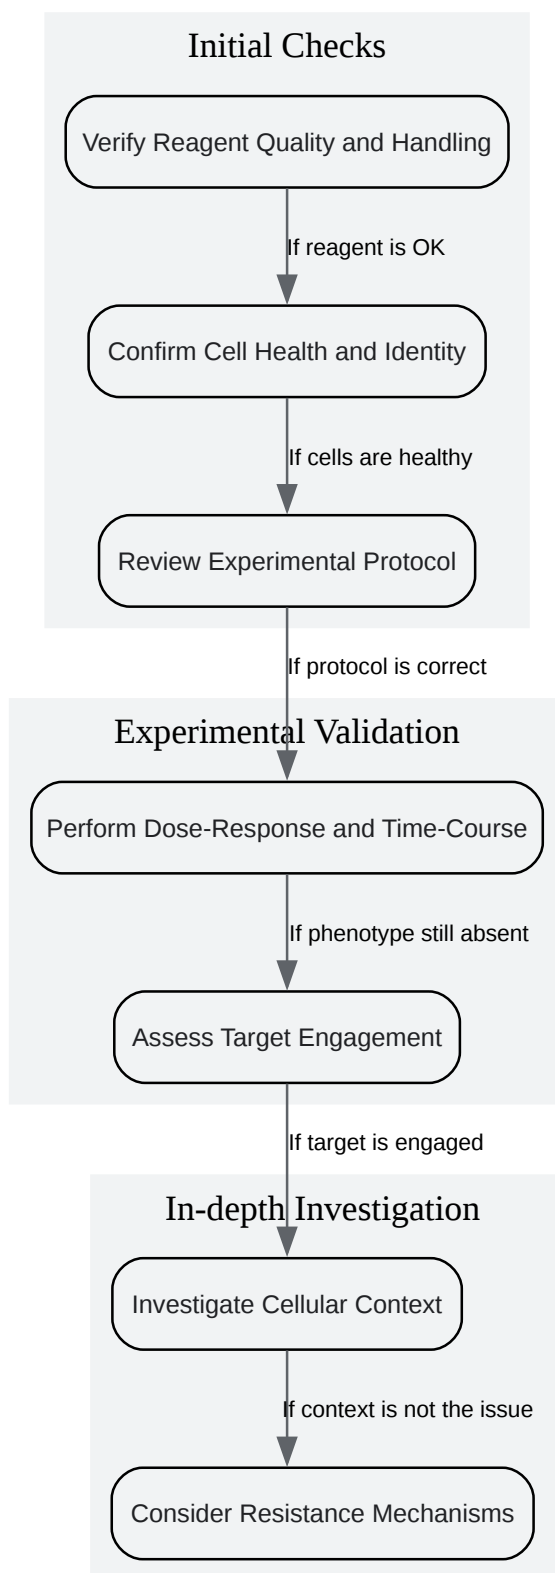 Initial Checks
Verify Reagent Quality and Handling
If reagent is OK
Confirm Cell Health and Identity
If cells are healthy
Review Experimental Protocol
If protocol is correct
Experimental Validation
Perform Dose-Response and Time-Course
If phenotype still absent
Assess Target Engagement
If target is engaged
In-depth Investigation
Investigate Cellular Context
If context is not the issue
Consider Resistance Mechanisms